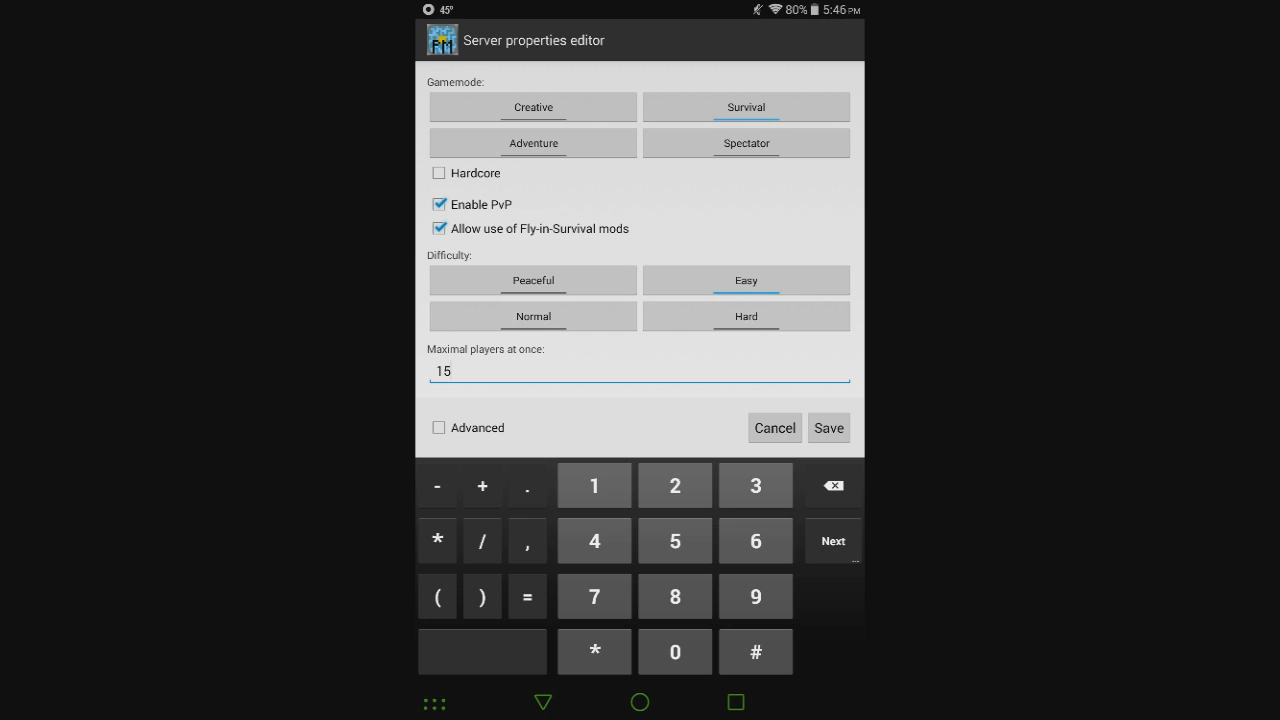 45° 80% 5:46 PM
FM Server properties editor
Gamemode:
Creative Survival
Adventure Spectator
Hardcore
Enable PvP
Allow use of Fly-in-Survival mods
Difficulty:
Peaceful Easy
Normal Hard
Maximal players at once:
15
Advanced Cancel Save
- + . 1 2 3
* / , 4 5 6 Next ...
( ) = 7 8 9
* 0 #